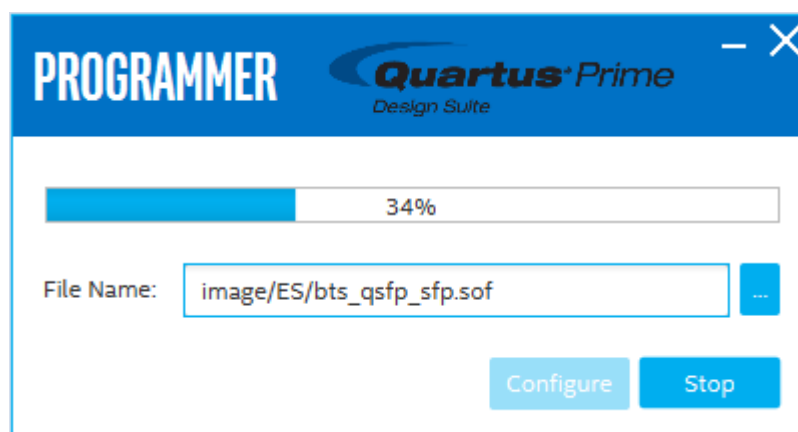 PROGRAMMER
Quartus Prime
Design Suite
34%
File Name: image/ES/bts_qsfp_sfp.sof ...
Configure Stop